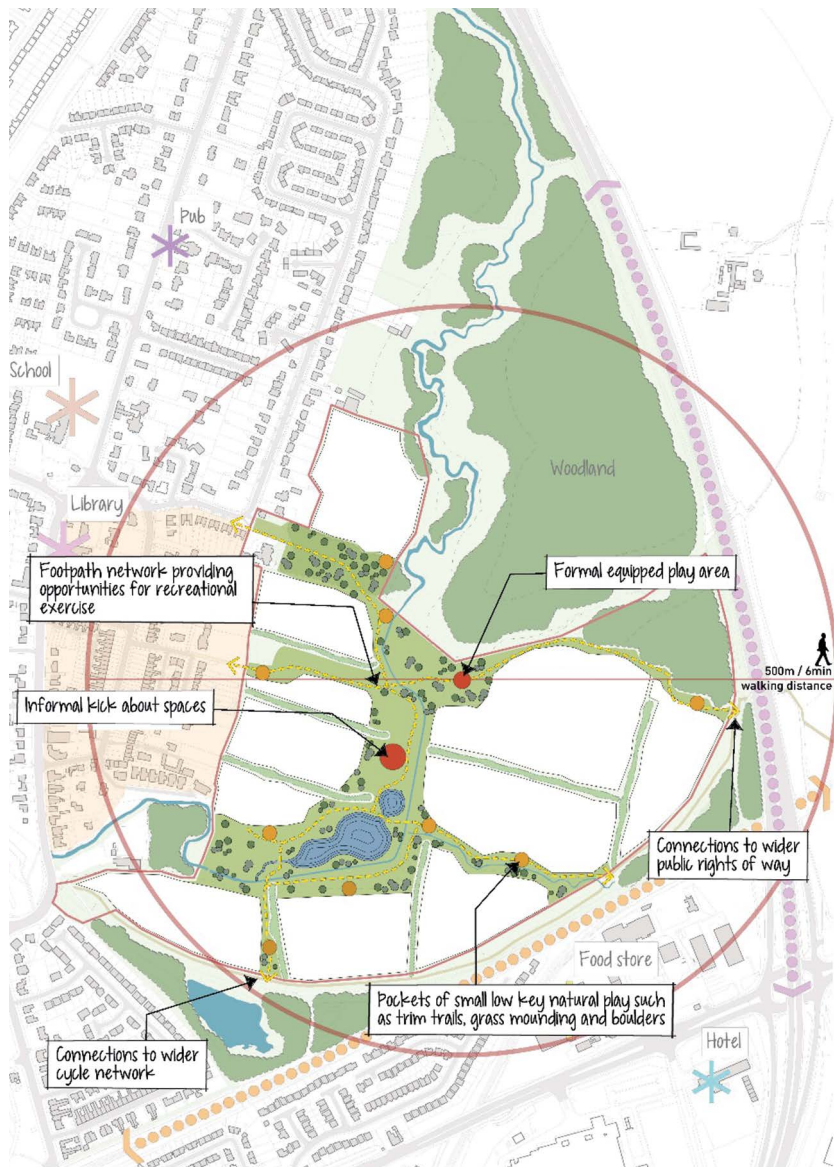 Pub
School
Woodland
Library
Footpath network providing
opportunities for recreational
exercise
Formal equipped play area
500m / 6min
walking distance
Informal kick about spaces
Connections to wider
public rights of way
Food store
Pockets of small low key natural play such
as trim trails, grass mounding and boulders
Connections to wider
cycle network
Hotel